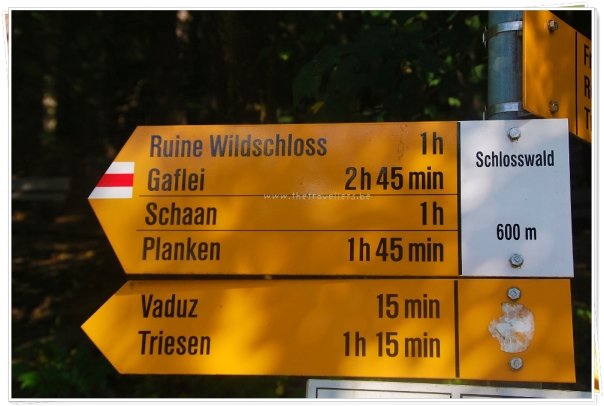 Ruine Wildschloss 1h
Gaflei 2h 45 min
Schaan 1h
Planken 1h 45 min
Schlosswald
600 m
www.thetravellers.be
Vaduz 15 min
Triesen 1h 15 min